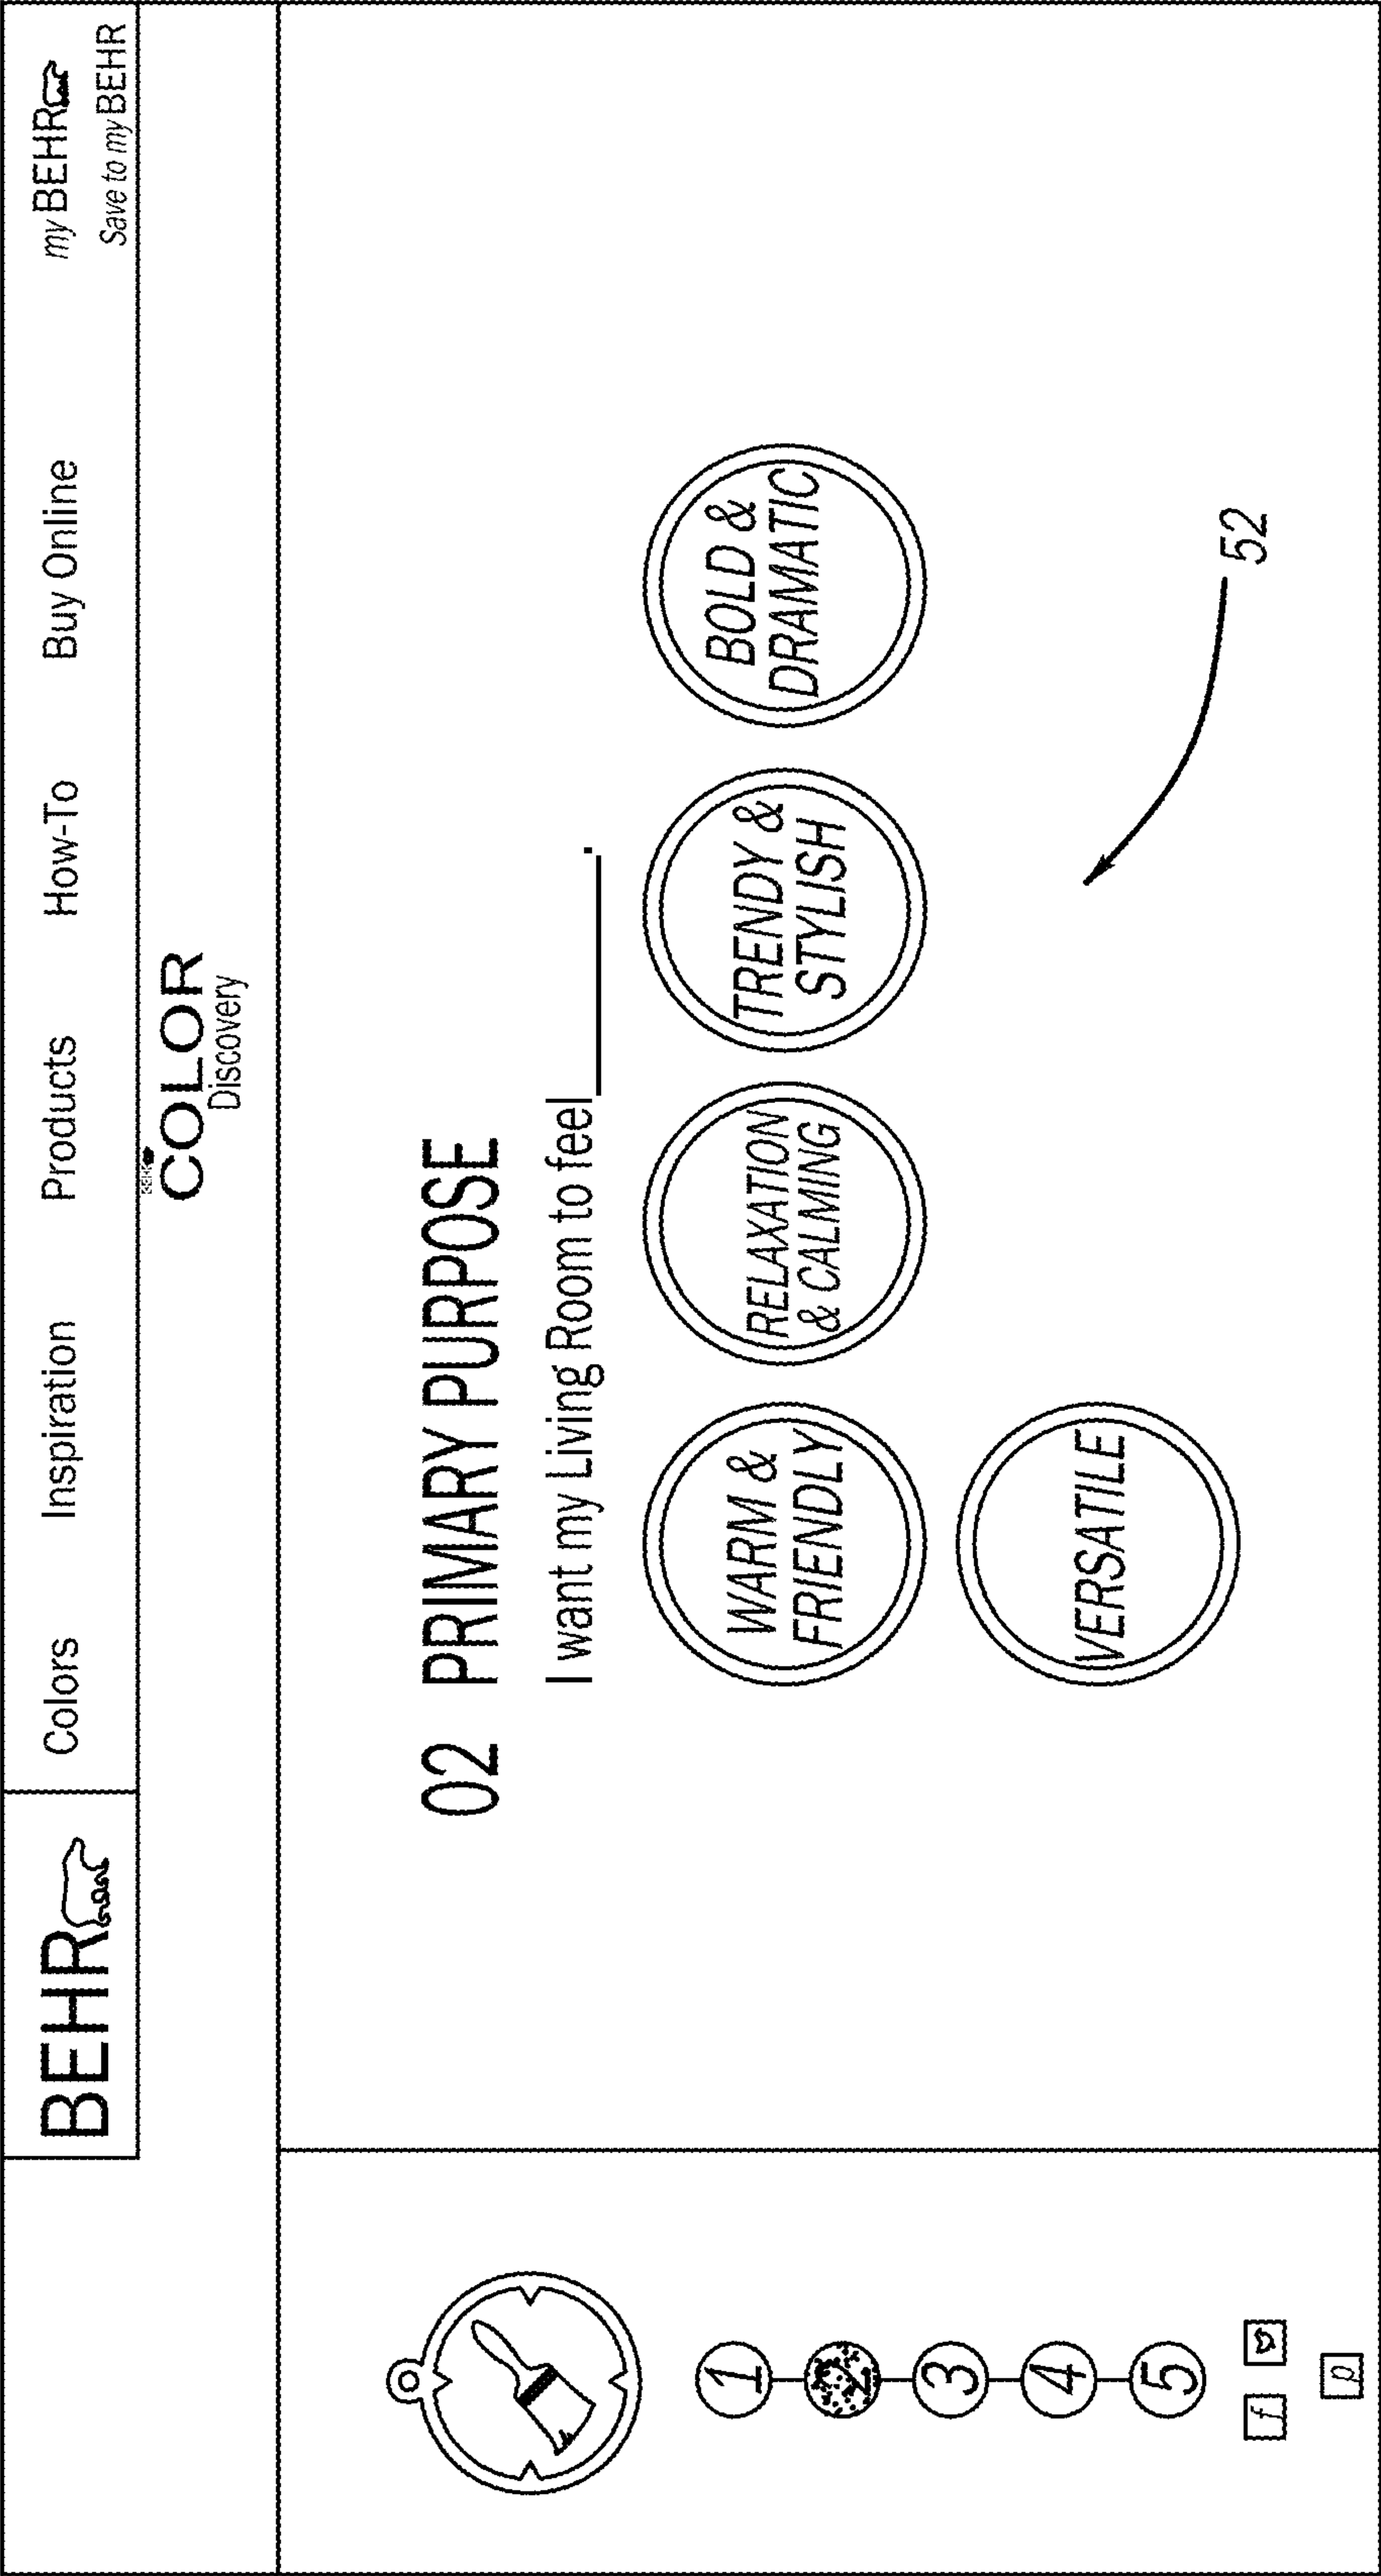 BEHR
Colors
Inspiration
Products
How-To
Buy Online
my BEHR
Save to my BEHR
BEHR
COLOR
Discovery
02 PRIMARY PURPOSE
I want my Living Room to feel ________.
WARM &
FRIENDLY
RELAXATION
& CALMING
TRENDY &
STYLISH
BOLD &
DRAMATIC
VERSATILE
52
1
2
3
4
5
f
p